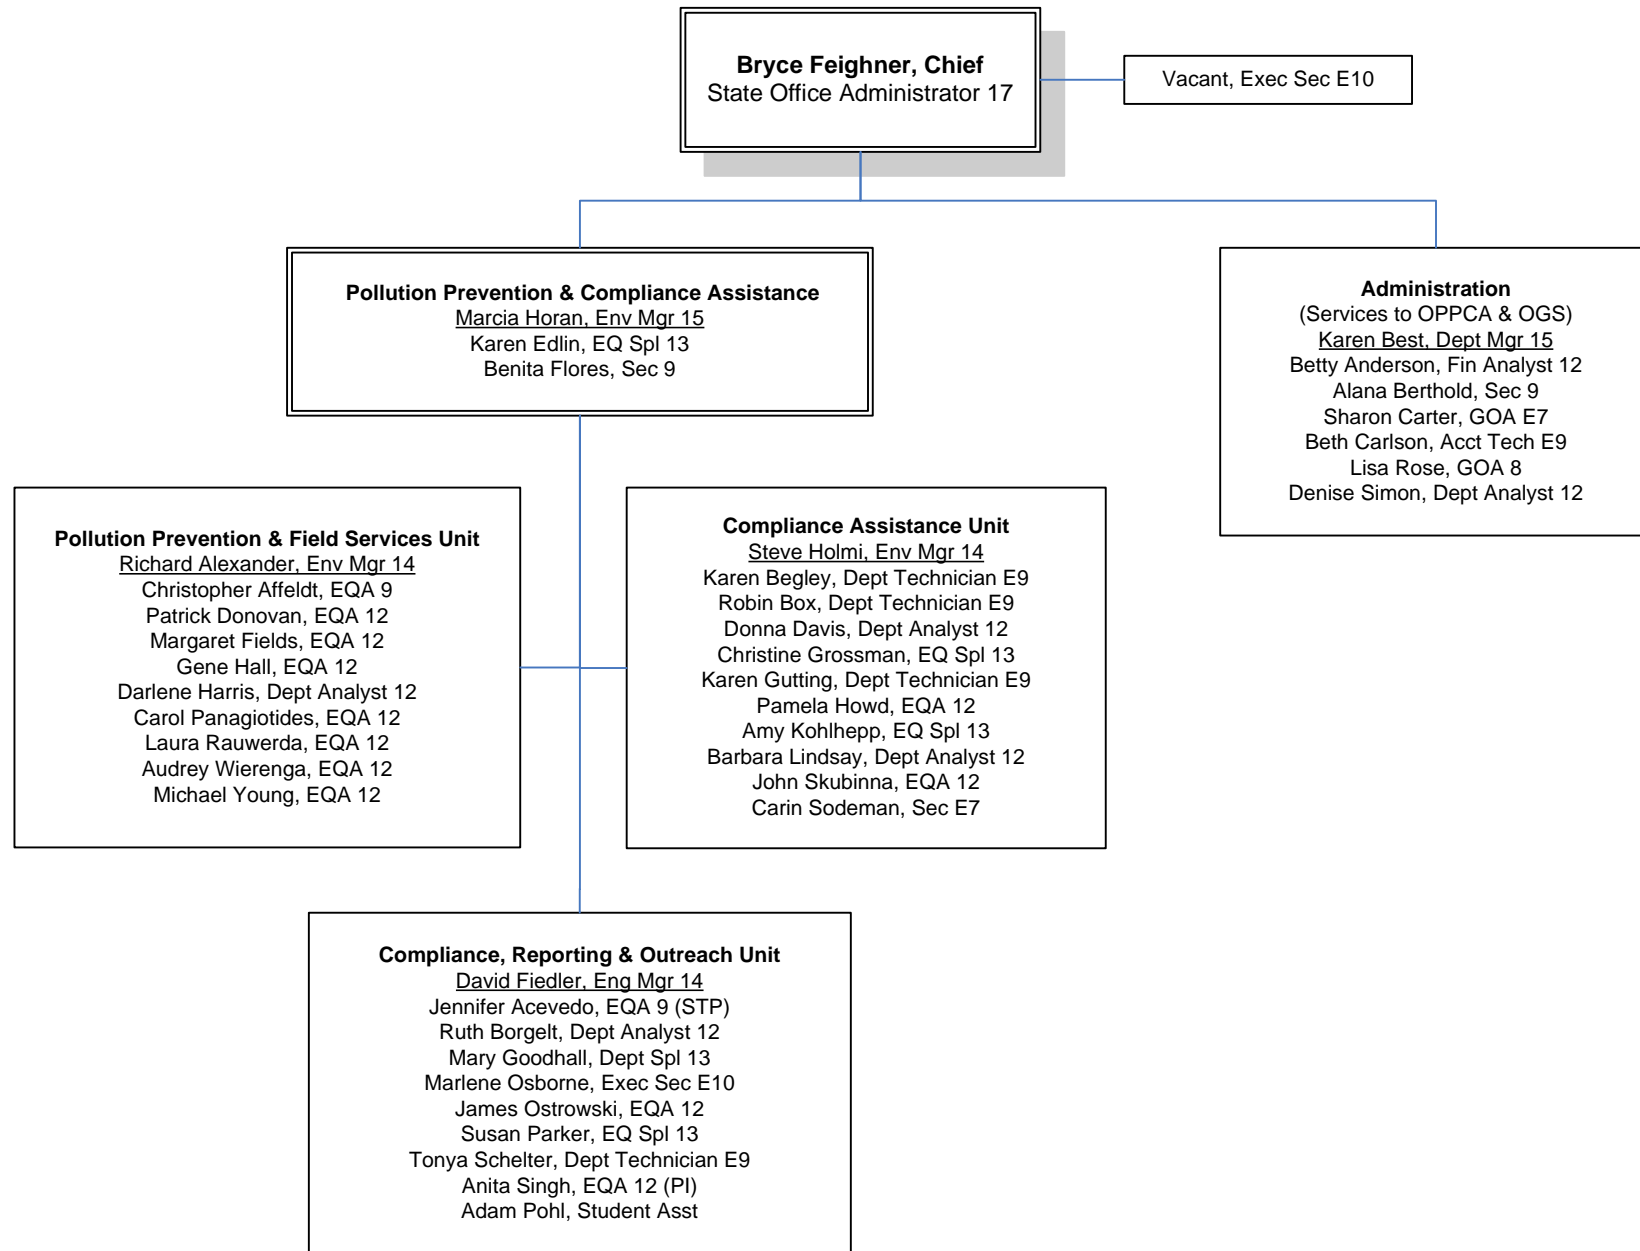 Bryce Feighner, Chief
State Office Administrator 17
Vacant, Exec Sec E10
Pollution Prevention & Compliance Assistance
Marcia Horan, Env Mgr 15
Karen Edlin, EQ Spl 13
Benita Flores, Sec 9
Administration
(Services to OPPCA & OGS)
Karen Best, Dept Mgr 15
Betty Anderson, Fin Analyst 12
Alana Berthold, Sec 9
Sharon Carter, GOA E7
Beth Carlson, Acct Tech E9
Lisa Rose, GOA 8
Denise Simon, Dept Analyst 12
Pollution Prevention & Field Services Unit
Richard Alexander, Env Mgr 14
Christopher Affeldt, EQA 9
Patrick Donovan, EQA 12
Margaret Fields, EQA 12
Gene Hall, EQA 12
Darlene Harris, Dept Analyst 12
Carol Panagiotides, EQA 12
Laura Rauwerda, EQA 12
Audrey Wierenga, EQA 12
Michael Young, EQA 12
Compliance Assistance Unit
Steve Holmi, Env Mgr 14
Karen Begley, Dept Technician E9
Robin Box, Dept Technician E9
Donna Davis, Dept Analyst 12
Christine Grossman, EQ Spl 13
Karen Gutting, Dept Technician E9
Pamela Howd, EQA 12
Amy Kohlhepp, EQ Spl 13
Barbara Lindsay, Dept Analyst 12
John Skubinna, EQA 12
Carin Sodeman, Sec E7
Compliance, Reporting & Outreach Unit
David Fiedler, Eng Mgr 14
Jennifer Acevedo, EQA 9 (STP)
Ruth Borgelt, Dept Analyst 12
Mary Goodhall, Dept Spl 13
Marlene Osborne, Exec Sec E10
James Ostrowski, EQA 12
Susan Parker, EQ Spl 13
Tonya Schelter, Dept Technician E9
Anita Singh, EQA 12 (PI)
Adam Pohl, Student Asst